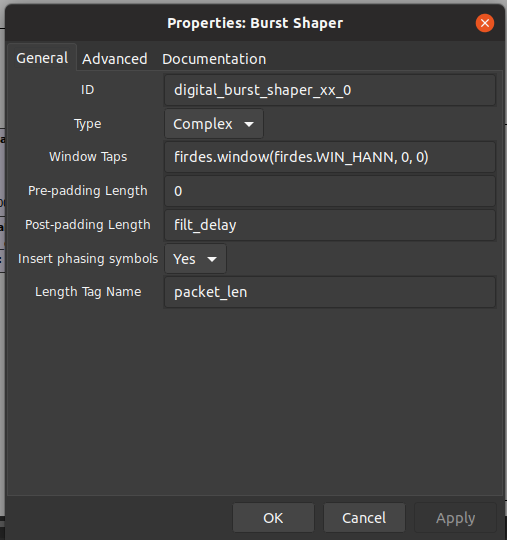 Properties: Burst Shaper
General Advanced Documentation
ID digital_burst_shaper_xx_0
Type Complex
Window Taps firdes.window(firdes.WIN_HANN, 0, 0)
Pre-padding Length 0
Post-padding Length filt_delay
Insert phasing symbols Yes
Length Tag Name packet_len
OK Cancel Apply